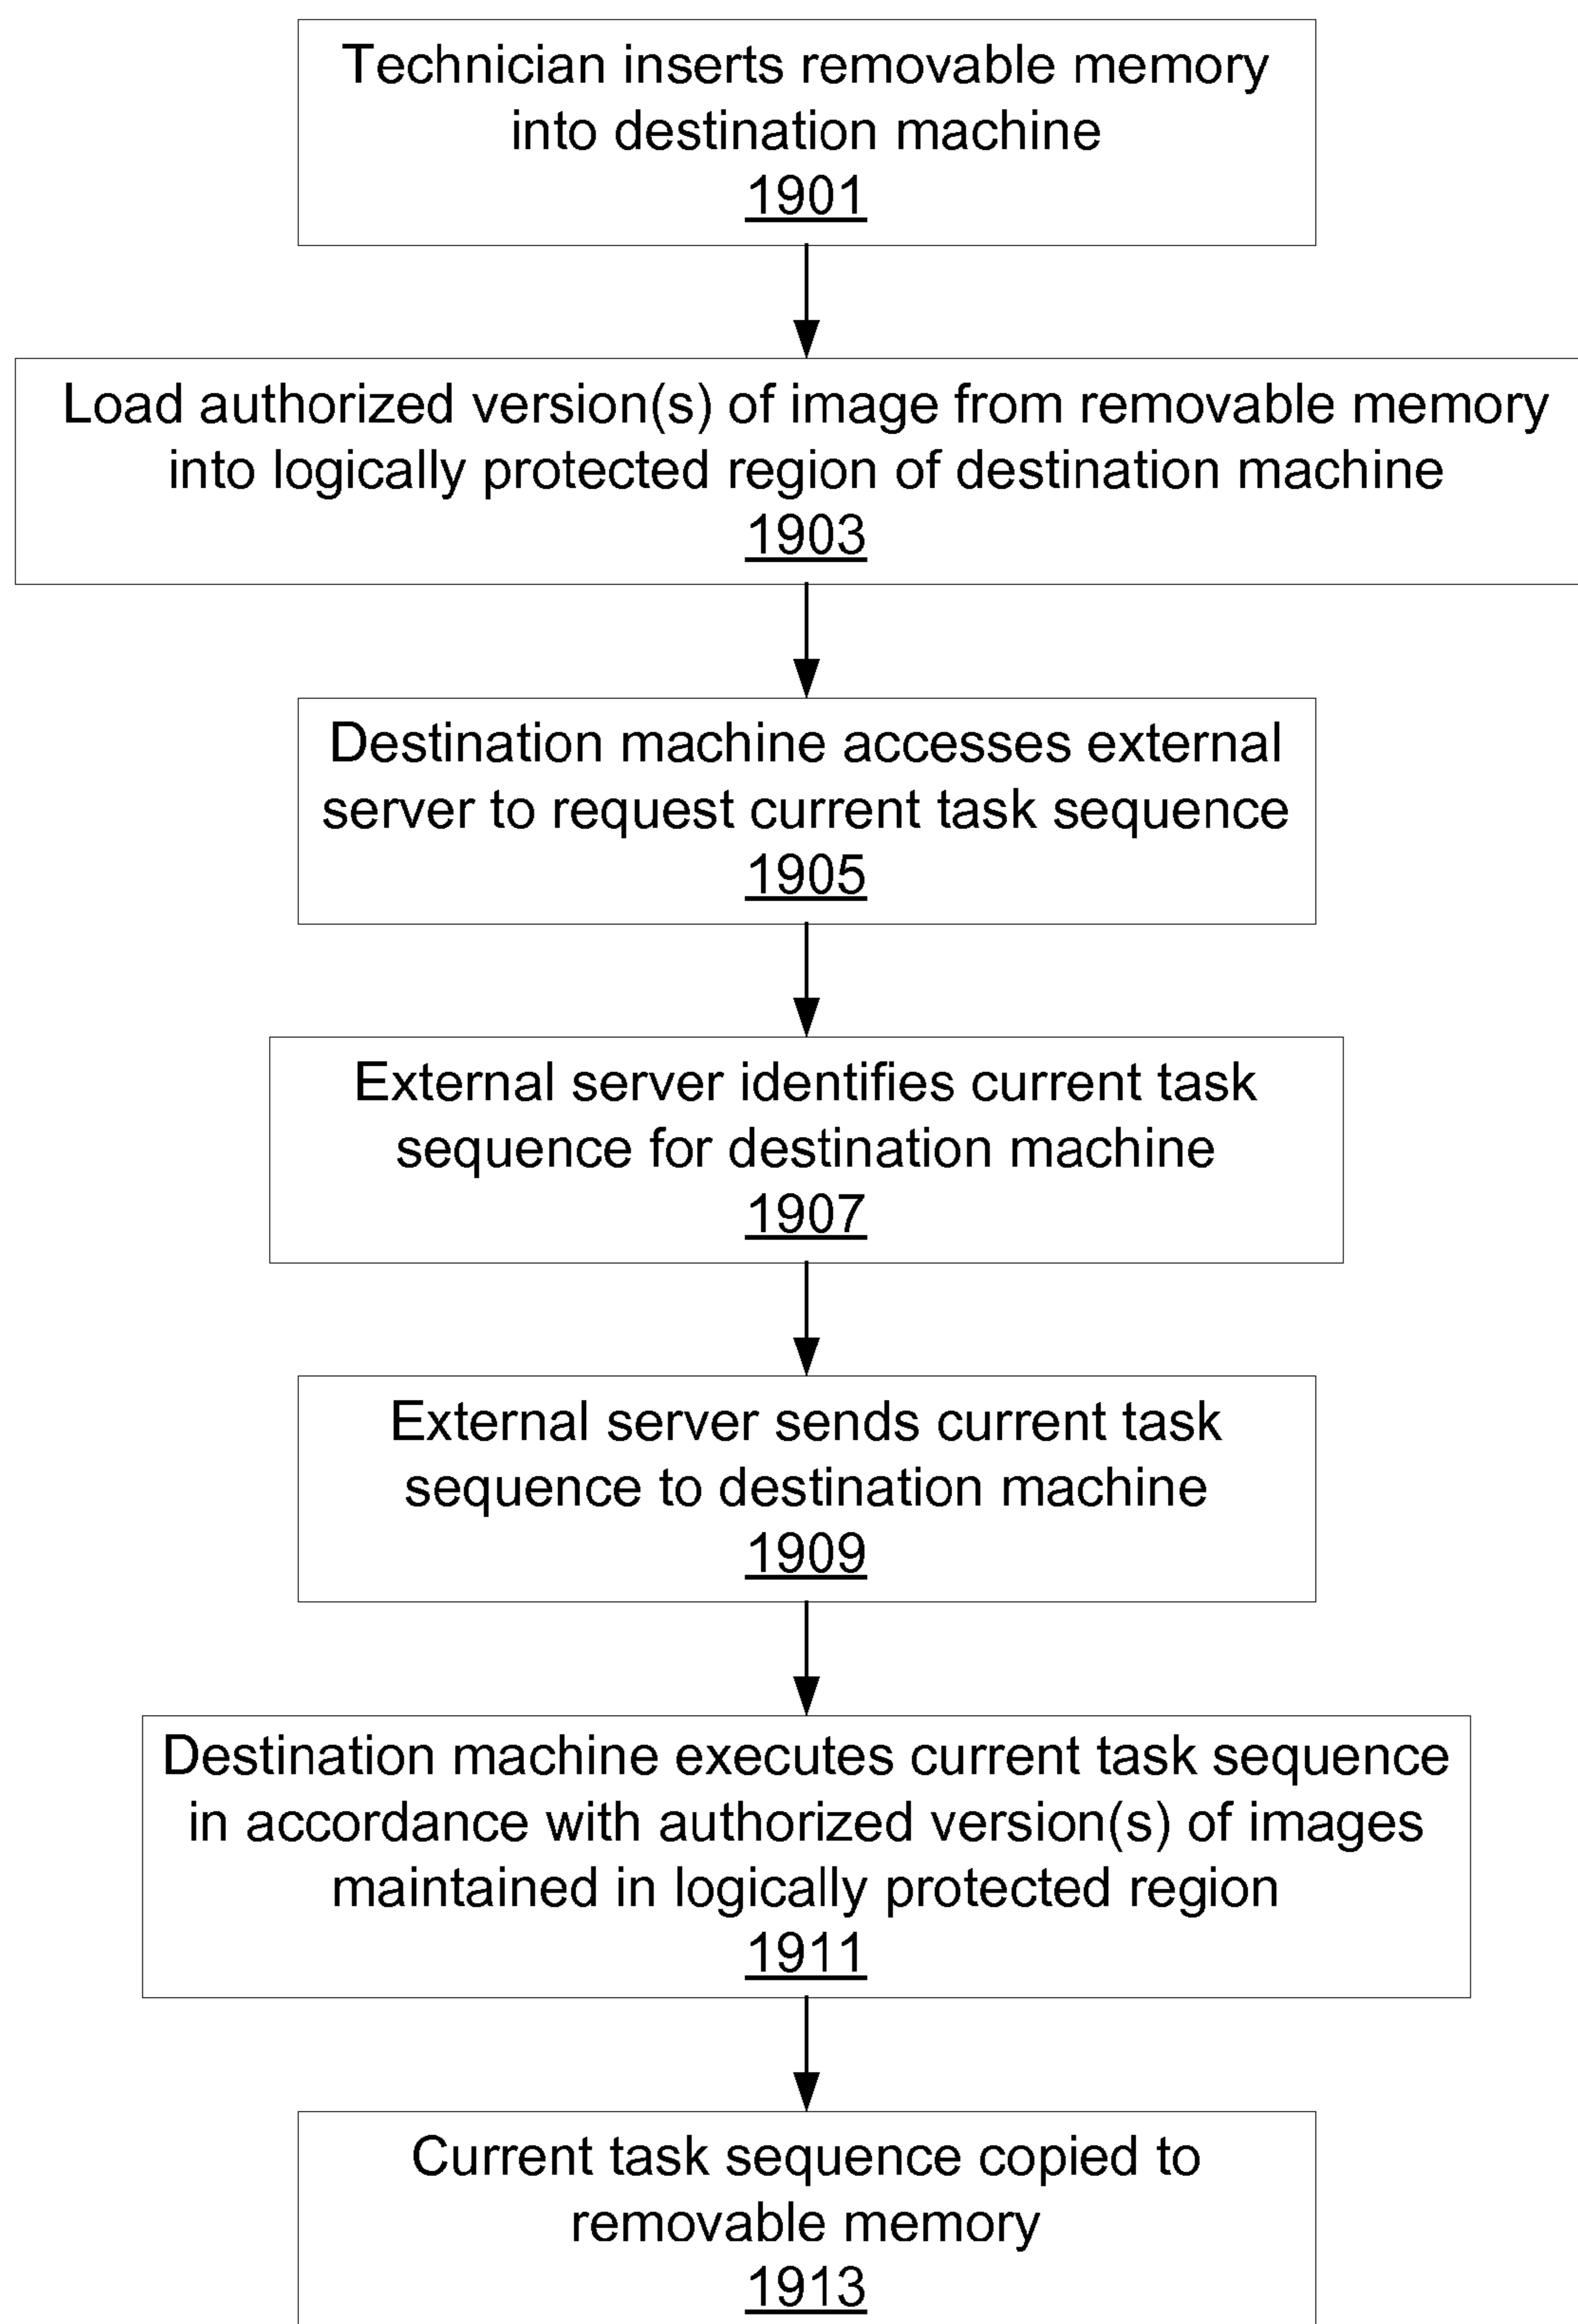 Technician inserts removable memory
into destination machine
1901
Load authorized version(s) of image from removable memory
into logically protected region of destination machine
1903
Destination machine accesses external
server to request current task sequence
1905
External server identifies current task
sequence for destination machine
1907
External server sends current task
sequence to destination machine
1909
Destination machine executes current task sequence
in accordance with authorized version(s) of images
maintained in logically protected region
1911
Current task sequence copied to
removable memory
1913